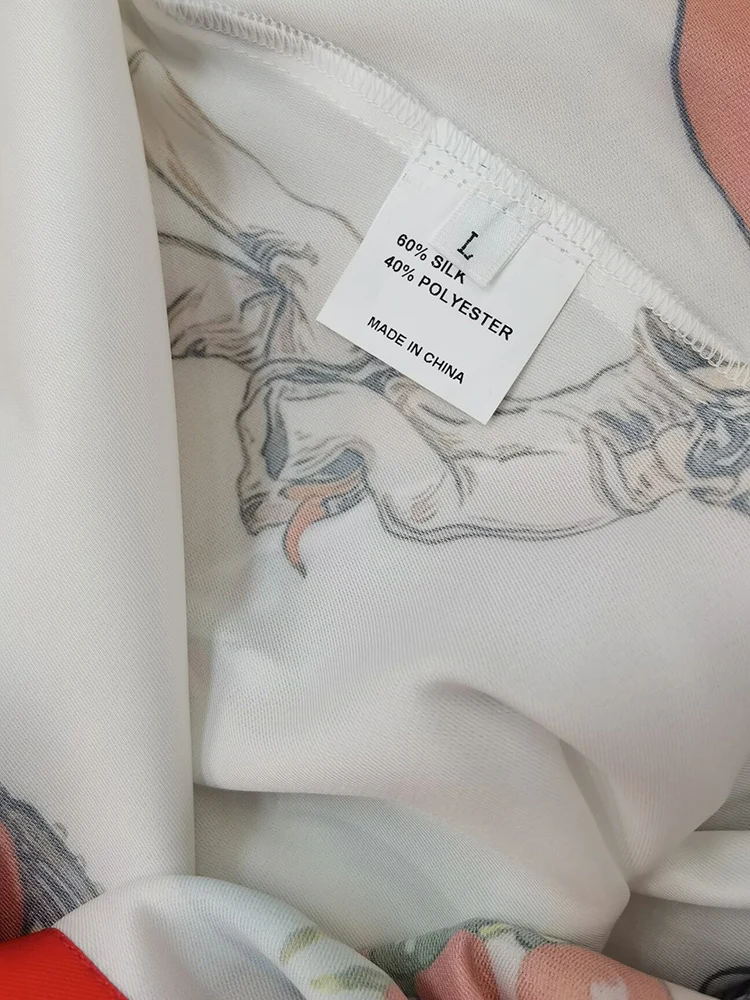 L
60% SILK
40% POLYESTER
MADE IN CHINA